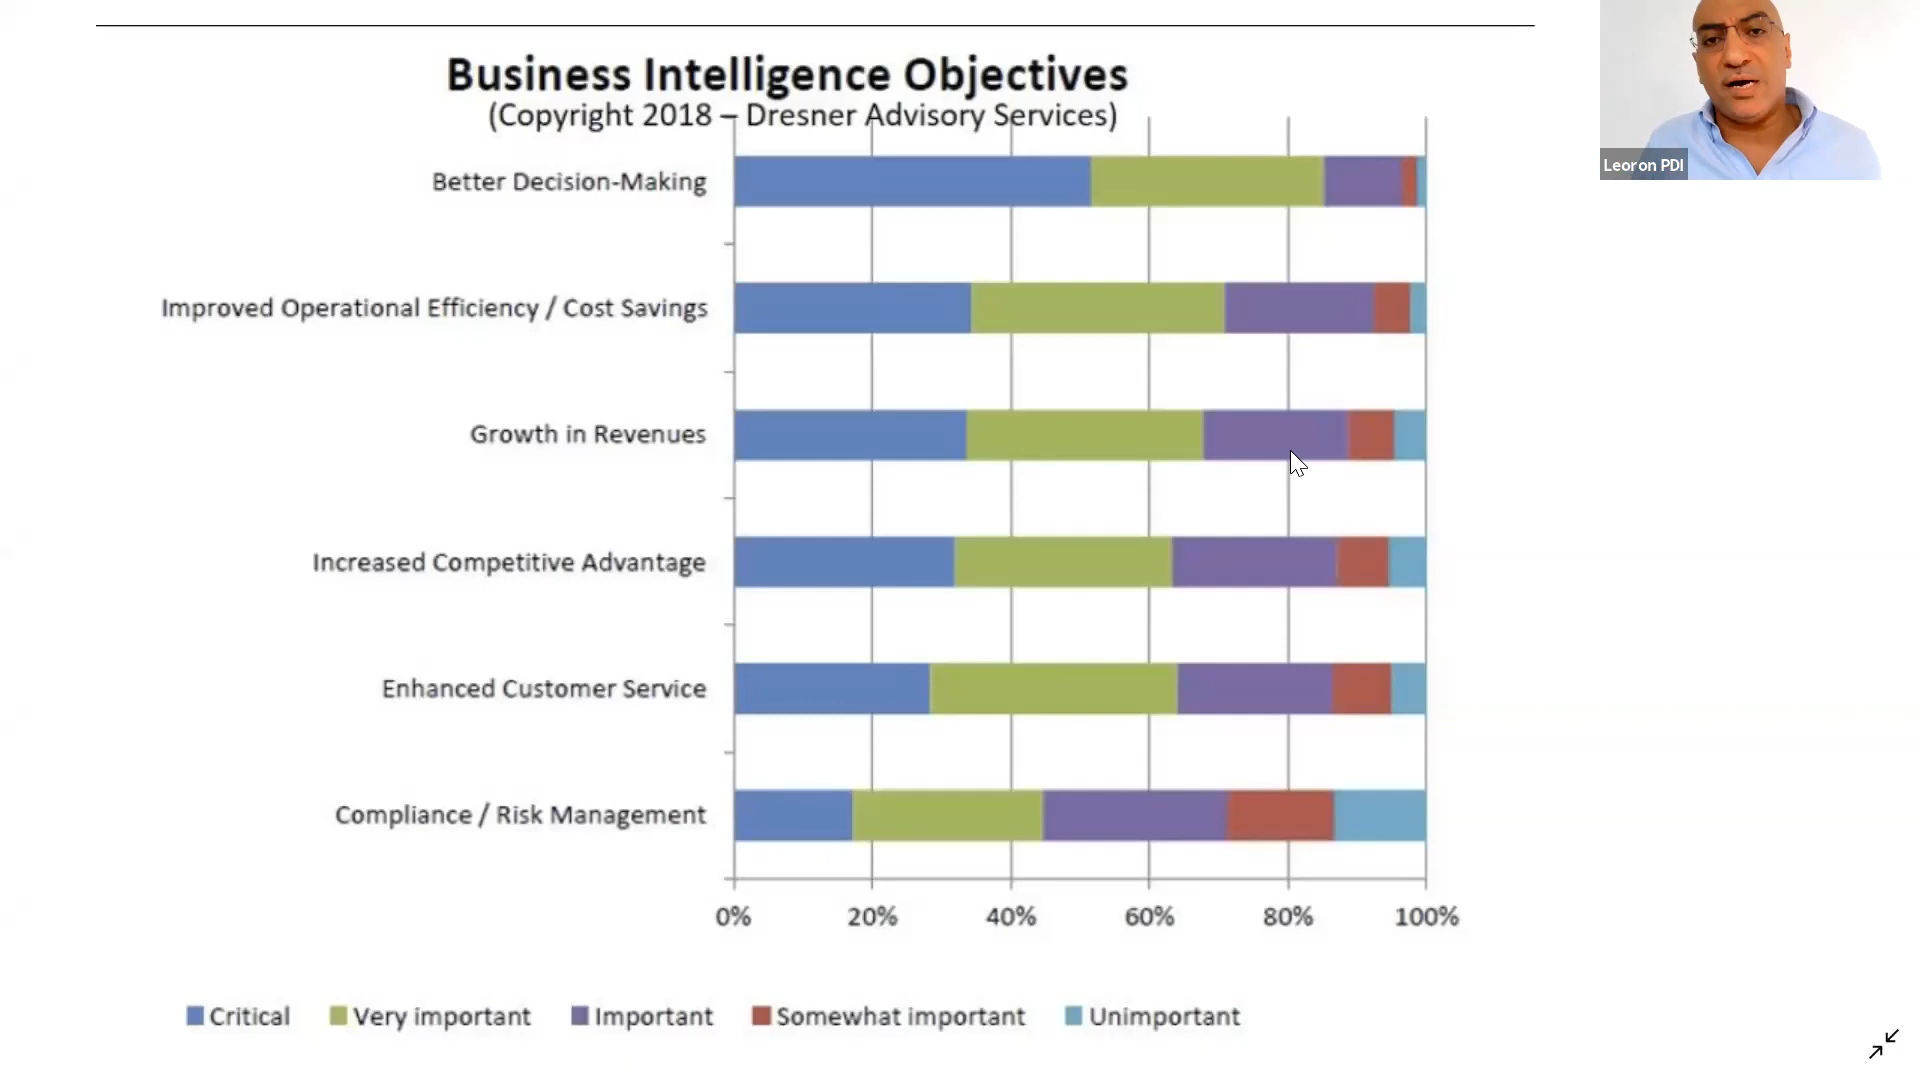 Business Intelligence Objectives
(Copyright 2018 – Dresner Advisory Services)
Leoron PDI
Better Decision-Making
Improved Operational Efficiency / Cost Savings
Growth in Revenues
Increased Competitive Advantage
Enhanced Customer Service
Compliance / Risk Management
0% 20% 40% 60% 80% 100%
Critical Very important Important Somewhat important Unimportant